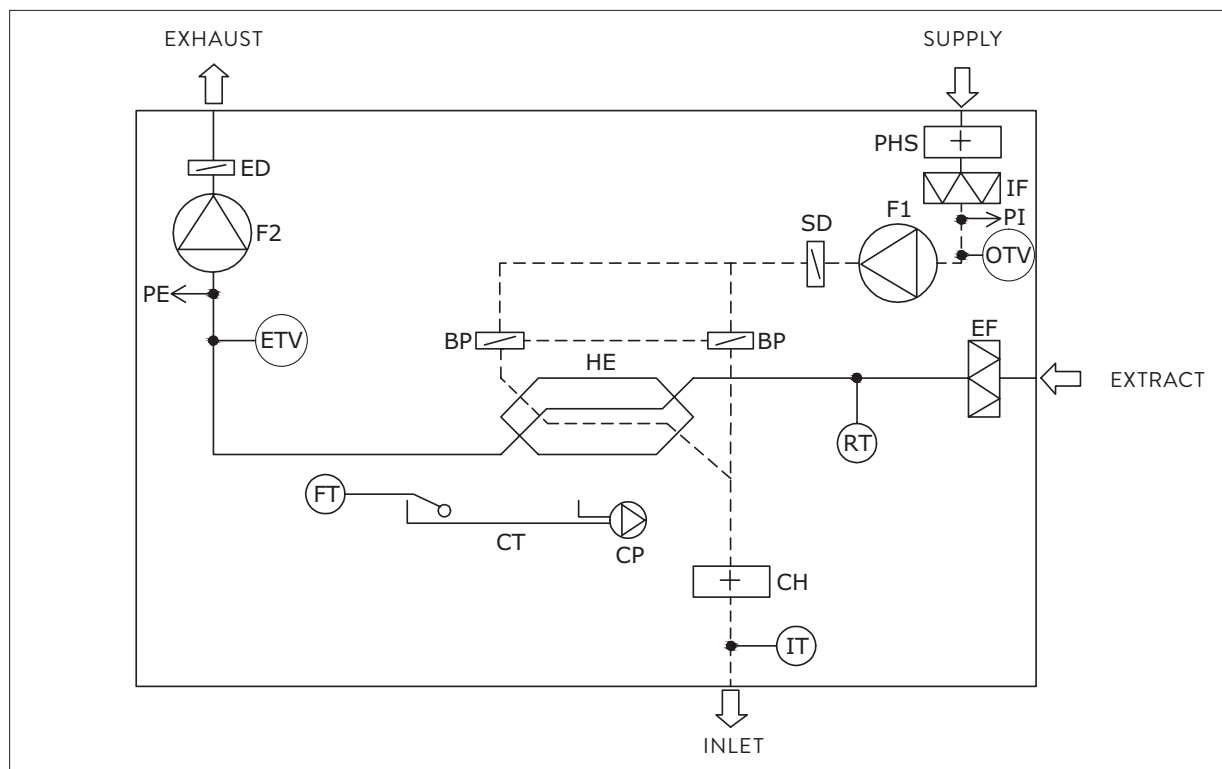 EXHAUST
SUPPLY
PHS
ED
IF
F1
PI
SD
F2
OTV
PE
EF
ETV
BP
BP
HE
EXTRACT
RT
FT
CT
CP
CH
IT
INLET